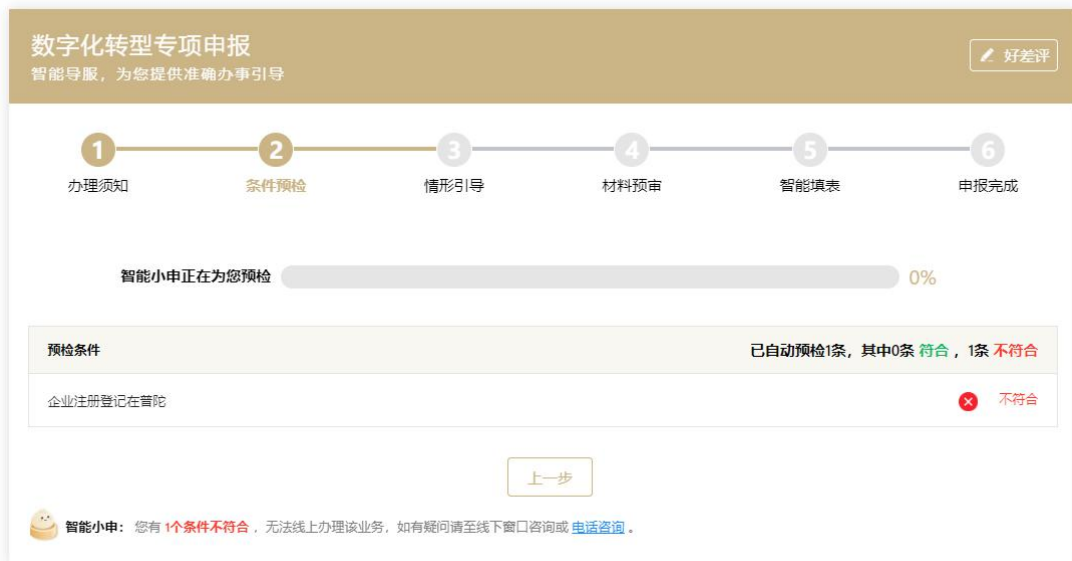 数字化转型专项申报
智能导服，为您提供准确办事引导
好差评
1 2 3 4 5 6
办理须知 条件预检 情形引导 材料预审 智能填表 申报完成
智能小申正在为您预检 0%
预检条件 已自动预检1条，其中0条 符合 ，1条 不符合
企业注册登记在普陀 不符合
上一步
智能小申： 您有 1个条件不符合 ，无法线上办理该业务，如有疑问请至线下窗口咨询或 电话咨询 。